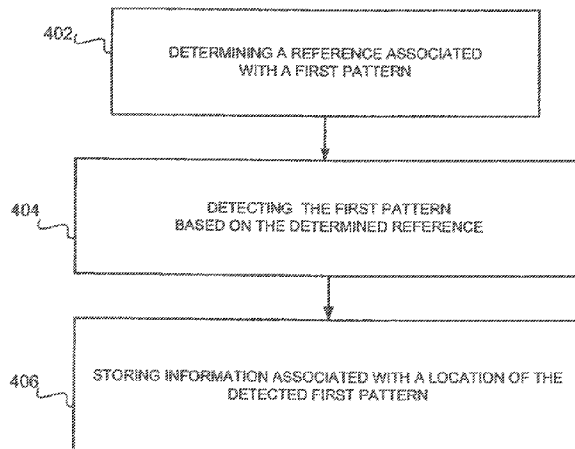 402
DETERMINING A REFERENCE ASSOCIATED
WITH A FIRST PATTERN
404
DETECTING THE FIRST PATTERN
BASED ON THE DETERMINED REFERENCE
406
STORING INFORMATION ASSOCIATED WITH A LOCATION OF THE
DETECTED FIRST PATTERN